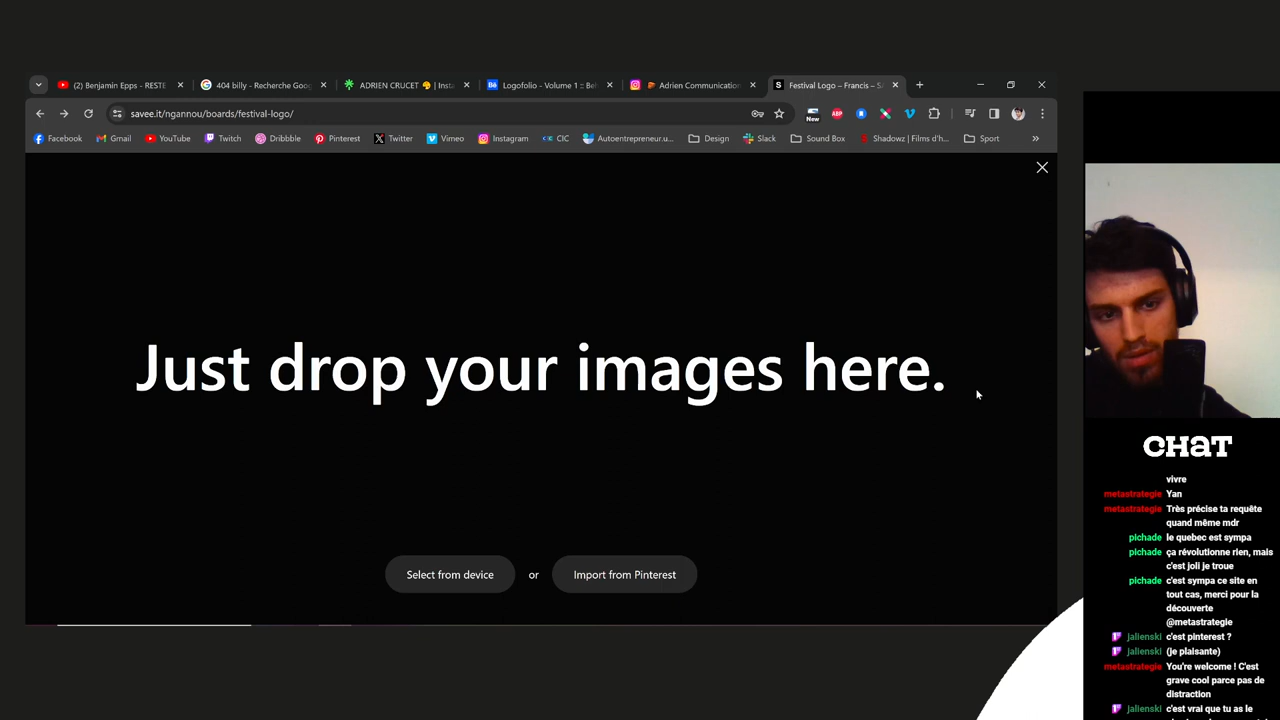 (2) Benjamin Epps - RESTE
404 billy - Recherche Goog
ADRIEN CRUCET | Insta
Logofolio - Volume 1 :: Beh
Adrien Communication
Festival Logo – Francis – S
savee.it/ngannou/boards/festival-logo/
New
ABP
Facebook
Gmail
YouTube
Twitch
Dribbble
Pinterest
Twitter
Vimeo
Instagram
CIC
Autoentrepreneur.u...
Design
Slack
Sound Box
Shadowz | Films d'h...
Sport
Just drop your images here.
Select from device
or
Import from Pinterest
CHAT
vivre
metastrategie Yan
metastrategie Très précise ta requête
quand même mdr
pichade le quebec est sympa
pichade ça révolutionne rien, mais
c'est joli je troue
pichade c'est sympa ce site en
tout cas, merci pour la
découverte
@metastrategie
jalienski c'est pinterest ?
jalienski (je plaisante)
metastrategie You're welcome ! C'est
grave cool parce pas de
distraction
jalienski c'est vrai que tu as le